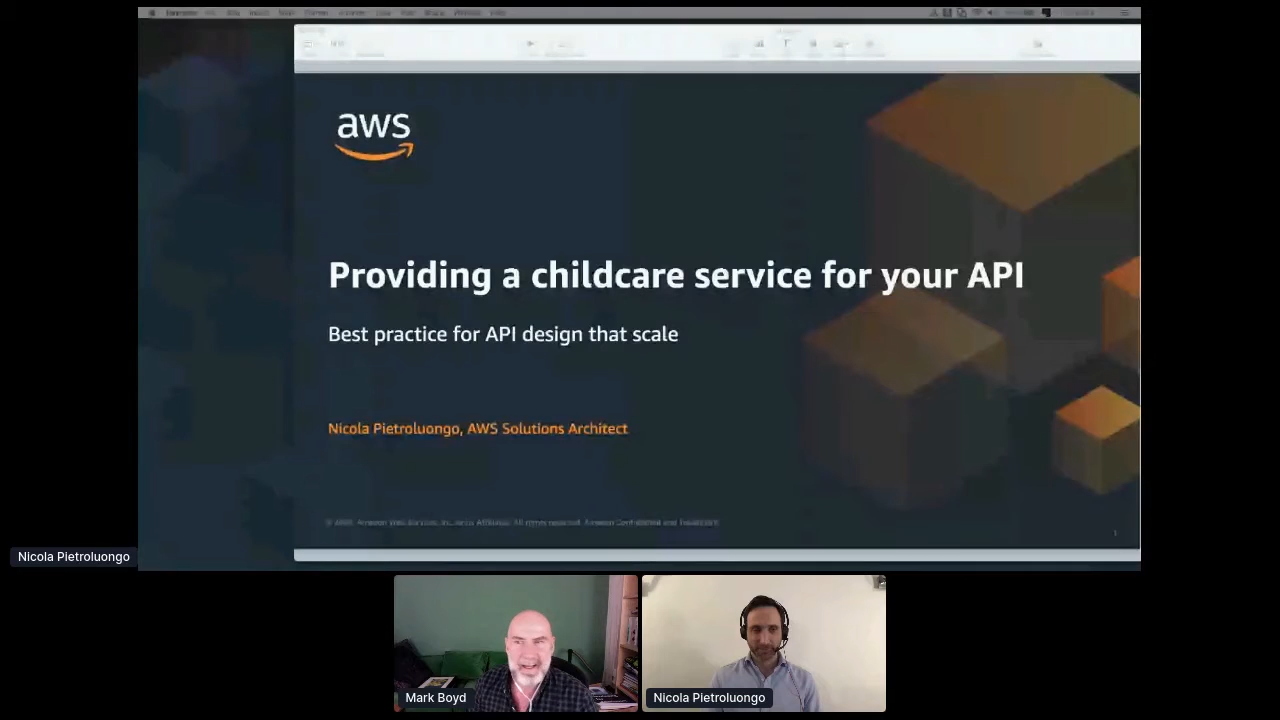 aws
Providing a childcare service for your API
Best practice for API design that scale
Nicola Pietroluongo, AWS Solutions Architect
Nicola Pietroluongo
Mark Boyd
Nicola Pietroluongo